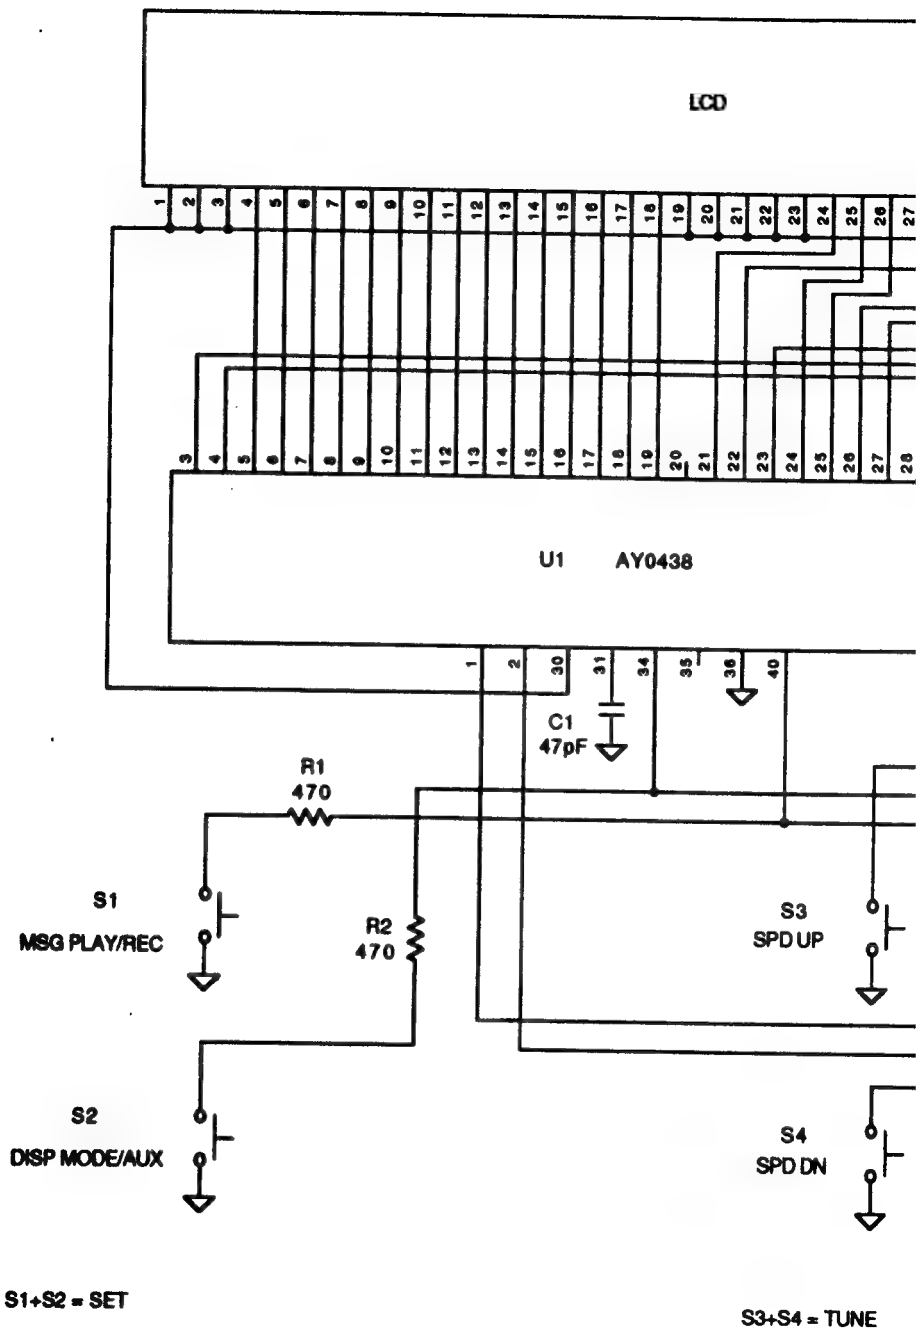 LCD
1 2 3 4 5 6 7 8 9 10 11 12 13 14 15 16 17 18 19 20 21 22 23 24 25 26 27
3 4 5 6 7 8 9 10 11 12 13 14 15 16 17 18 19 20 21 22 23 24 25 26 27 28
U1 AY0438
1 2 30 31 34 35 36 40
C1
47pF
R1
470
S1
MSG PLAY/REC
R2
470
S3
SPD UP
S2
DISP MODE/AUX
S4
SPD DN
S1+S2 = SET
S3+S4 = TUNE